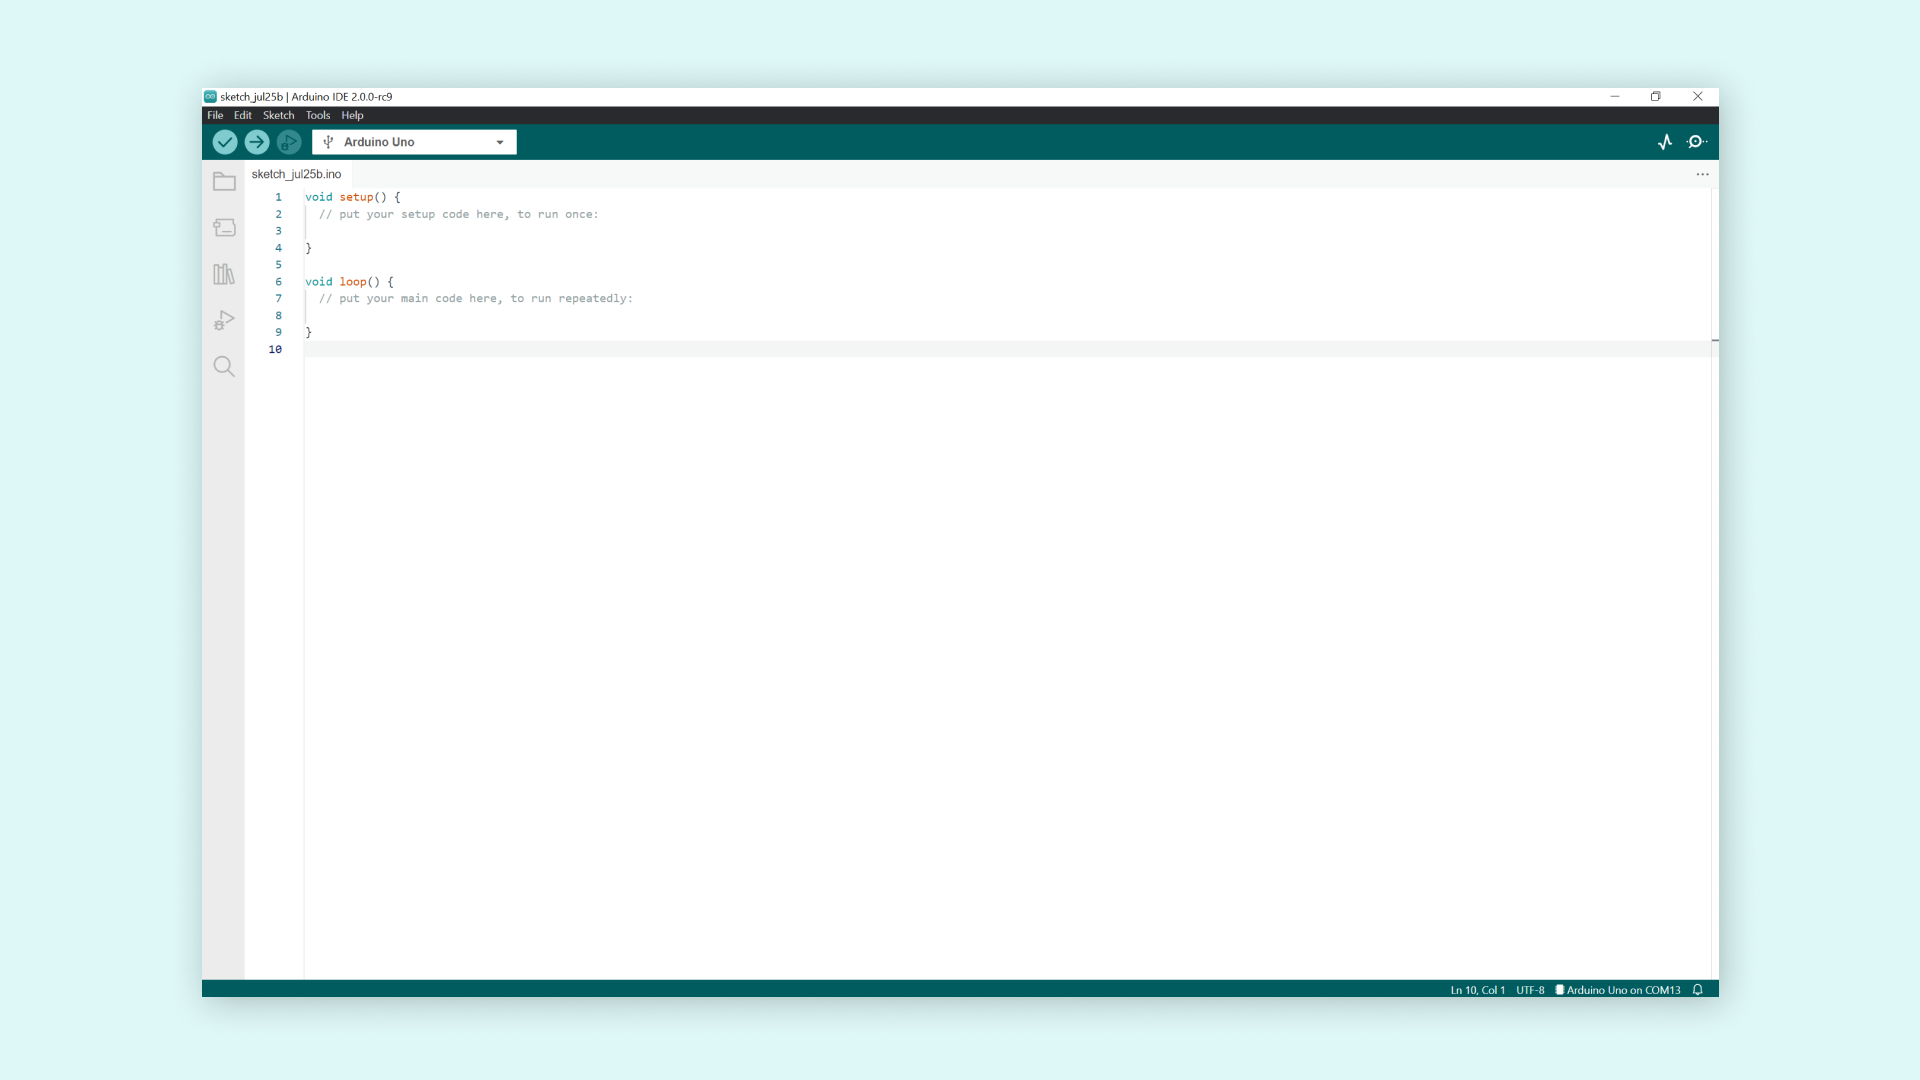 sketch_jul25b | Arduino IDE 2.0.0-rc9
File Edit Sketch Tools Help
Arduino Uno
sketch_jul25b.ino
1 void setup() {
2 // put your setup code here, to run once:
3
4 }
5
6 void loop() {
7 // put your main code here, to run repeatedly:
8
9 }
10
Ln 10, Col 1 UTF-8 Arduino Uno on COM13